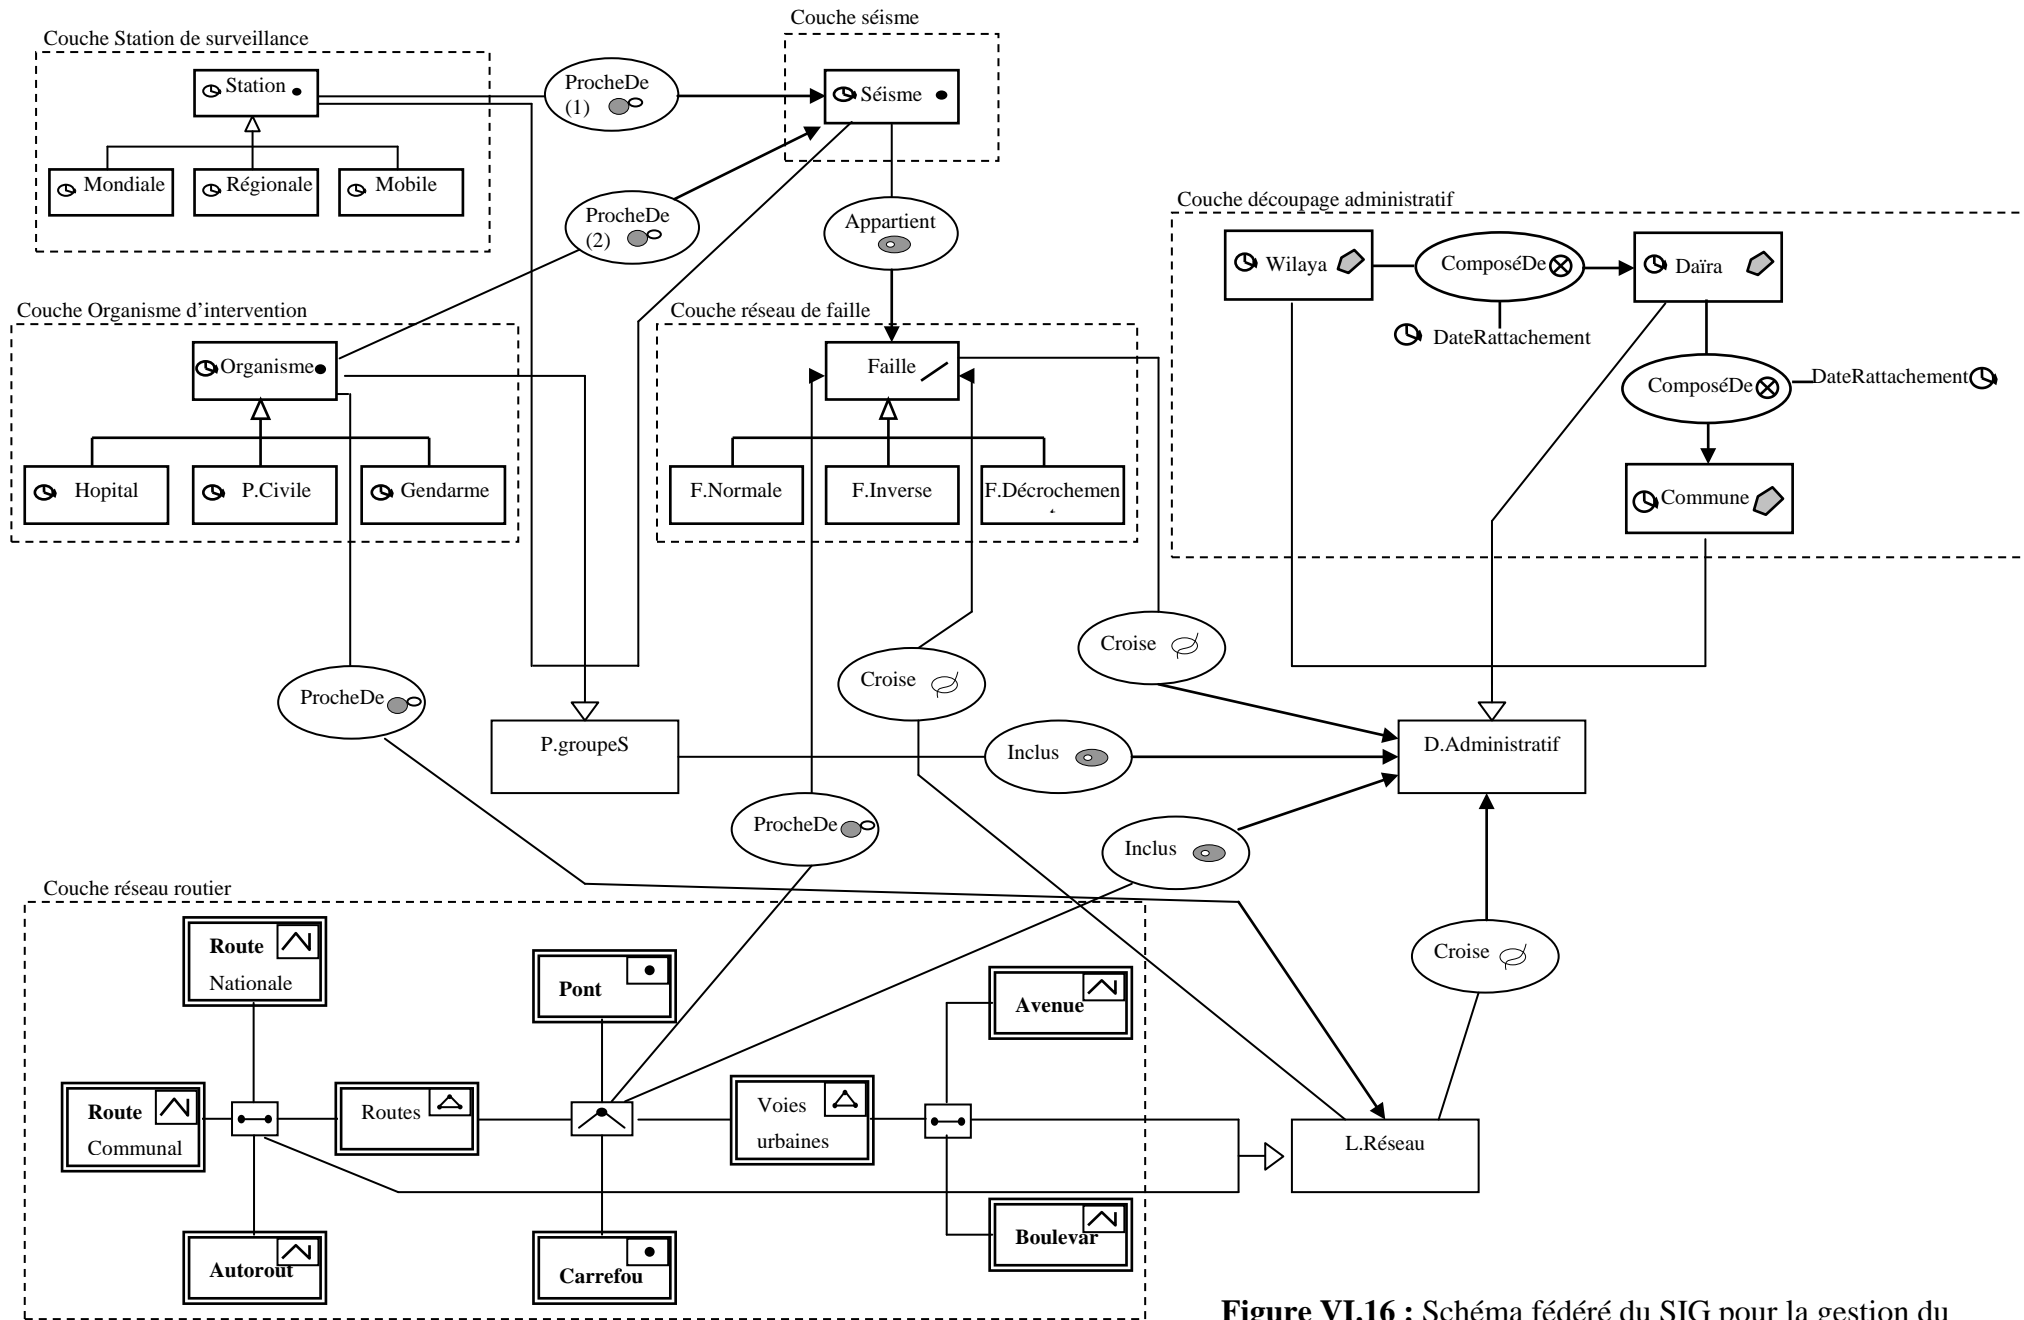 Couche séisme
Couche Station de surveillance
Station
ProcheDe
(1)
Séisme
Mondiale
Régionale
Mobile
ProcheDe
(2)
Appartient
Couche découpage administratif
Wilaya
ComposéDe
Daïra
DateRattachement
ComposéDe
DateRattachement
Commune
Couche Organisme d’intervention
Organisme
Hopital
P.Civile
Gendarme
Couche réseau de faille
Faille
F.Normale
F.Inverse
F.Décrochemen
Croise
Croise
ProcheDe
P.groupeS
Inclus
D.Administratif
ProcheDe
Inclus
Croise
Couche réseau routier
Route
Nationale
Pont
Avenue
Route
Communal
Routes
Voies
urbaines
L.Réseau
Autorout
Carrefou
Boulevar
Figure VI.16 : Schéma fédéré du SIG pour la gestion du